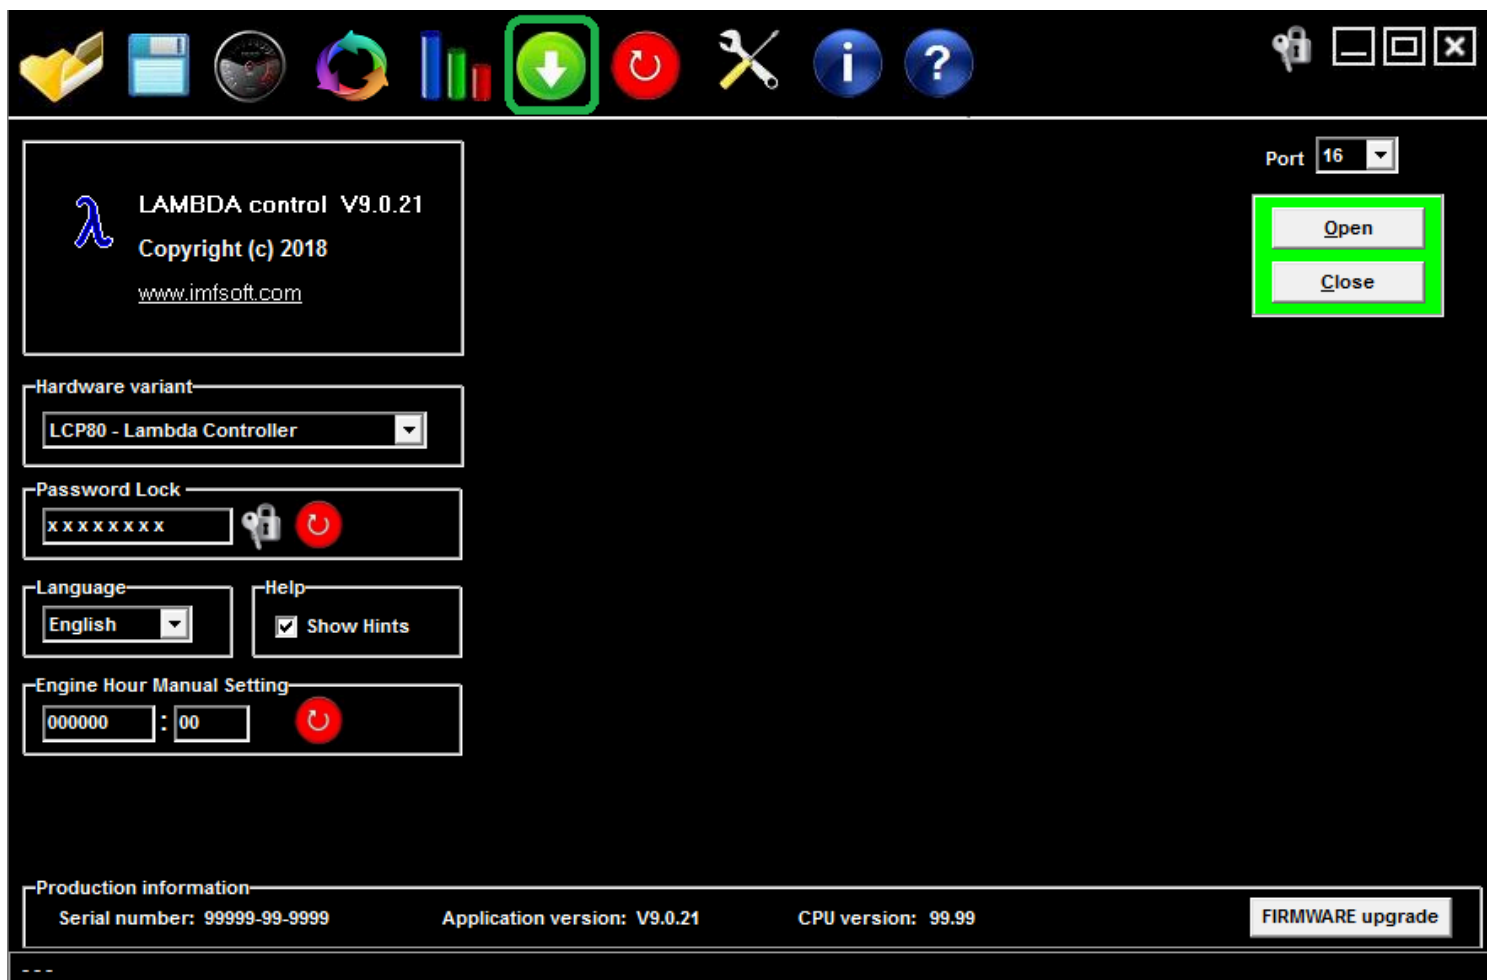 Port 16
λ
LAMBDA control V9.0.21
Copyright (c) 2018
www.imfsoft.com
Open
Close
Hardware variant
LCP80 - Lambda Controller
Password Lock
x x x x x x x x
Language
English
Help
Show Hints
Engine Hour Manual Setting
000000 : 00
Production information
Serial number: 99999-99-9999 Application version: V9.0.21 CPU version: 99.99 FIRMWARE upgrade
- - -